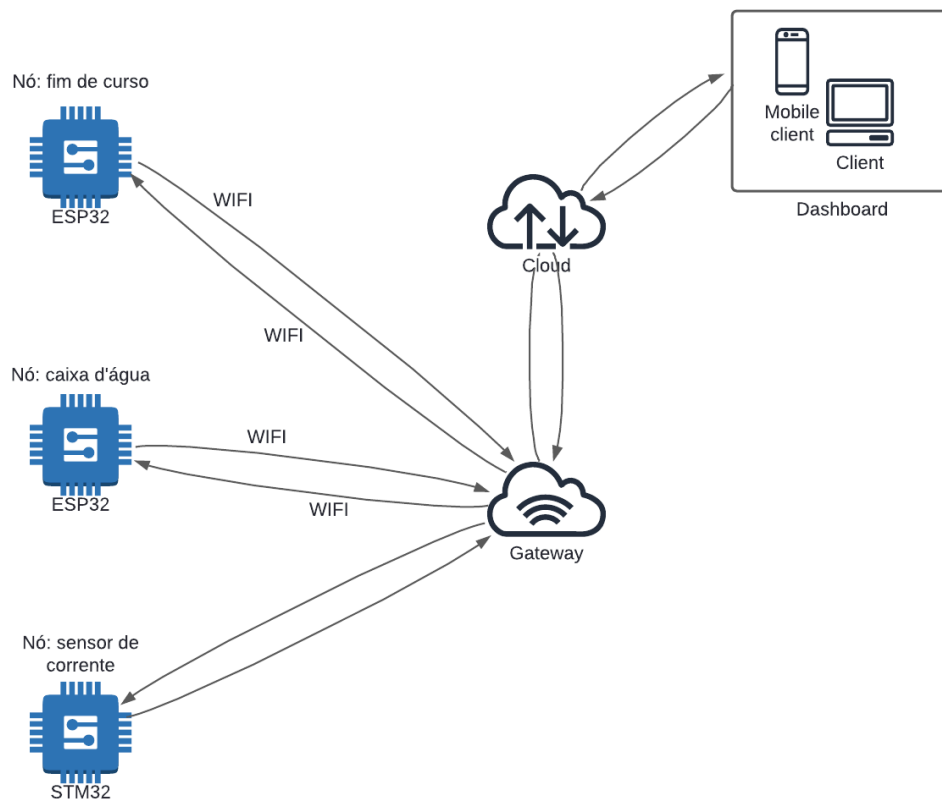 Nó: fim de curso
ESP32
WIFI
WIFI
Nó: caixa d'água
ESP32
WIFI
WIFI
Nó: sensor de
corrente
STM32
Gateway
Cloud
Mobile
client
Client
Dashboard